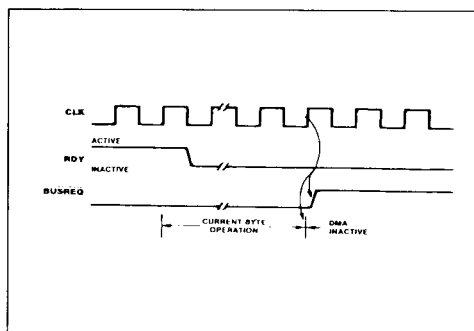 CLK
ACTIVE
RDY
INACTIVE
BUSREQ
CURRENT BYTE
OPERATION
DMA
INACTIVE